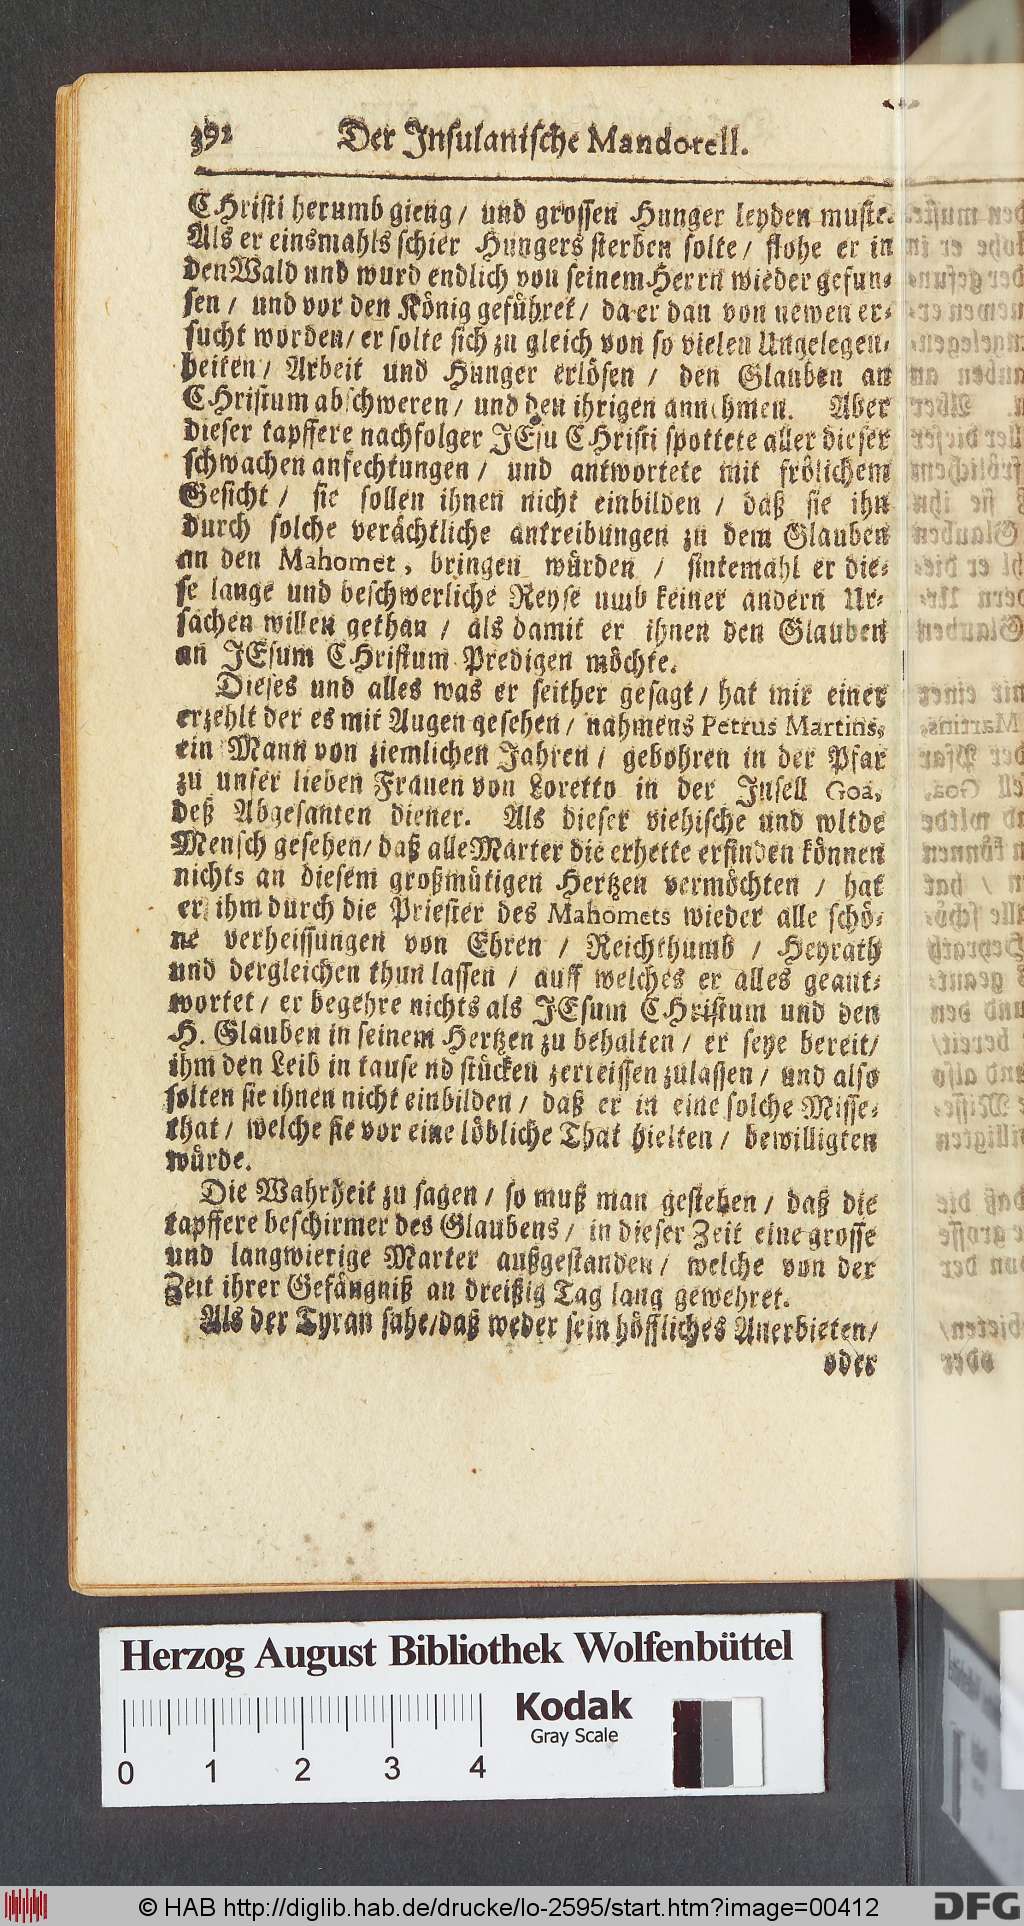 392 Der Insulanische Mandorell.
CHristi herumb gieng / und grossen Hunger leyden muste.
Als er einsmahls schier Hungers sterben solte / flohe er in
den Wald und wurd endlich von seinem Herrn wieder gefun-
sen / und vor den König geführet / da er dan von newen er-
sucht worden / er solte sich zu gleich von so vielen Ungelegen-
heiten / Arbeit und Hunger erlösen / den Glauben an
CHristum abschweren / und den ihrigen annehmen. Aber
dieser tapffere nachfolger JEsu CHristi spottete aller dieser
schwachen anfechtungen / und antwortete mit frölichem
Gesicht / sie sollen ihnen nicht einbilden / daß sie ihn
durch solche verächtliche antreibungen zu dem Glauben
an den Mahomet, bringen würden / sintemahl er die-
se lange und beschwerliche Reyse umb keiner andern Ur-
sachen willen gethan / als damit er ihnen den Glauben
an JEsum CHristum Predigen möchte.
Dieses und alles was er seither gesagt / hat mir einer
erzehlt der es mit Augen gesehen / nahmens Petrus Martins,
ein Mann von ziemlichen Jahren / gebohren in der Pfar
zu unser lieben Frauen von Loretto in der Insell Goa,
deß Abgesanten diener. Als dieser viehische und wilde
Mensch gesehen / daß alle Marter die er hette erfinden können
nichts an diesem großmütigen Hertzen vermöchten / hat
er ihm durch die Priester des Mahomets wieder alle schö-
ne verheissungen von Ehren / Reichthumb / Heyrath
und dergleichen thun lassen / auff welches er alles geant-
wortet / er begehre nichts als JEsum CHristum und den
H. Glauben in seinem Hertzen zu behalten / er seye bereit /
ihm den Leib in tausend stücken zerreissen zulassen / und also
solten sie ihnen nicht einbilden / daß er in eine solche Misse-
that / welche sie vor eine löbliche That hielten / bewilligten
würde.
Die Wahrheit zu sagen / so muß man gestehen / daß die
tapffere beschirmer des Glaubens / in dieser Zeit eine grosse
und langwierige Marter außgestanden / welche von der
Zeit ihrer Gefängniß an dreißig Tag lang gewehret.
Als der Tyran sahe / daß weder sein höffliches Anerbieten /
oder
Herzog August Bibliothek Wolfenbüttel
Kodak
Gray Scale
0 1 2 3 4
© HAB http://diglib.hab.de/drucke/lo-2595/start.htm?image=00412
DFG